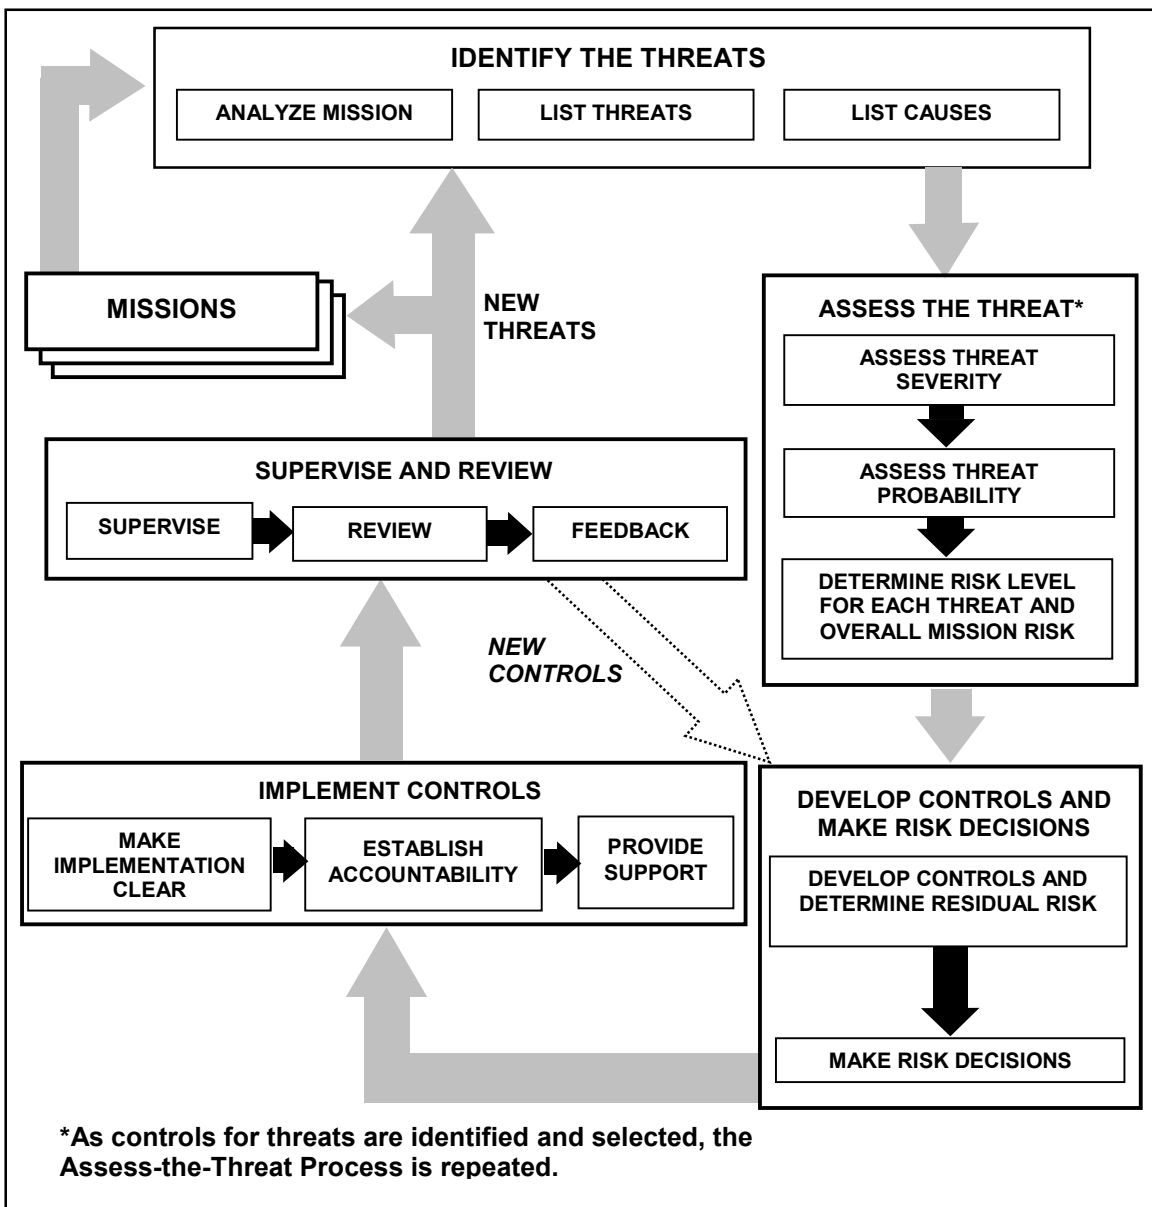 IDENTIFY THE THREATS
ANALYZE MISSION
LIST THREATS
LIST CAUSES
MISSIONS
NEW
THREATS
ASSESS THE THREAT*
ASSESS THREAT
SEVERITY
ASSESS THREAT
PROBABILITY
DETERMINE RISK LEVEL
FOR EACH THREAT AND
OVERALL MISSION RISK
SUPERVISE AND REVIEW
SUPERVISE
REVIEW
FEEDBACK
NEW
CONTROLS
IMPLEMENT CONTROLS
MAKE
IMPLEMENTATION
CLEAR
ESTABLISH
ACCOUNTABILITY
PROVIDE
SUPPORT
DEVELOP CONTROLS AND
MAKE RISK DECISIONS
DEVELOP CONTROLS AND
DETERMINE RESIDUAL RISK
MAKE RISK DECISIONS
*As controls for threats are identified and selected, the
Assess-the-Threat Process is repeated.